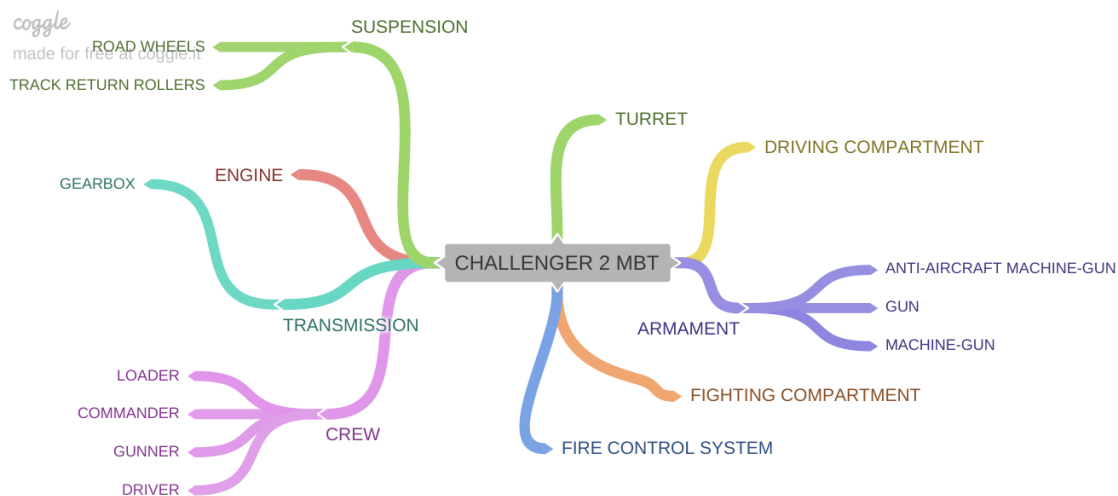 coggle
made for free at coggle.it
SUSPENSION
ROAD WHEELS
TRACK RETURN ROLLERS
TURRET
DRIVING COMPARTMENT
ENGINE
GEARBOX
CHALLENGER 2 MBT
ANTI-AIRCRAFT MACHINE-GUN
GUN
MACHINE-GUN
ARMAMENT
TRANSMISSION
LOADER
COMMANDER
GUNNER
DRIVER
CREW
FIGHTING COMPARTMENT
FIRE CONTROL SYSTEM